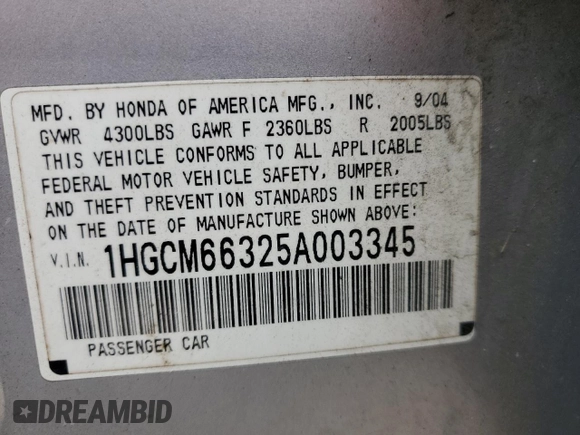 MFD. BY HONDA OF AMERICA MFG., INC. 9/04
GVWR 4300LBS GAWR F 2360LBS R 2005LBS
THIS VEHICLE CONFORMS TO ALL APPLICABLE
FEDERAL MOTOR VEHICLE SAFETY, BUMPER,
AND THEFT PREVENTION STANDARDS IN EFFECT
ON THE DATE OF MANUFACTURE SHOWN ABOVE:
V.I.N. 1HGCM66325A003345
PASSENGER CAR
DREAMBID